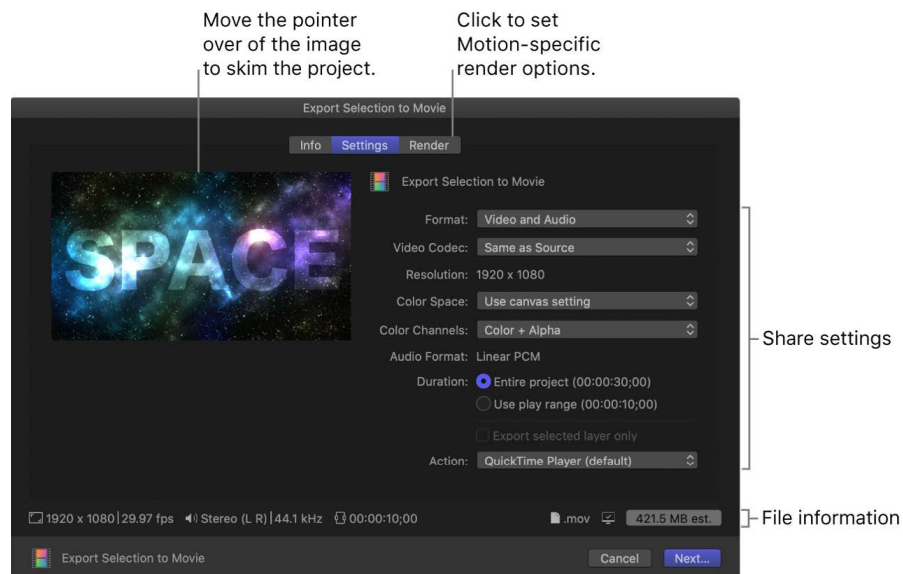 Move the pointer
over of the image
to skim the project.
Click to set
Motion-specific
render options.
Export Selection to Movie
Info Settings Render
SPACE
Export Selection to Movie
Format: Video and Audio
Video Codec: Same as Source
Resolution: 1920 x 1080
Color Space: Use canvas setting
Color Channels: Color + Alpha
Audio Format: Linear PCM
Duration: Entire project (00:00:30;00)
Use play range (00:00:10;00)
Export selected layer only
Action: QuickTime Player (default)
Share settings
1920 x 1080 | 29.97 fps Stereo (L R) | 44.1 kHz 00:00:10;00 .mov 421.5 MB est.
File information
Export Selection to Movie Cancel Next...